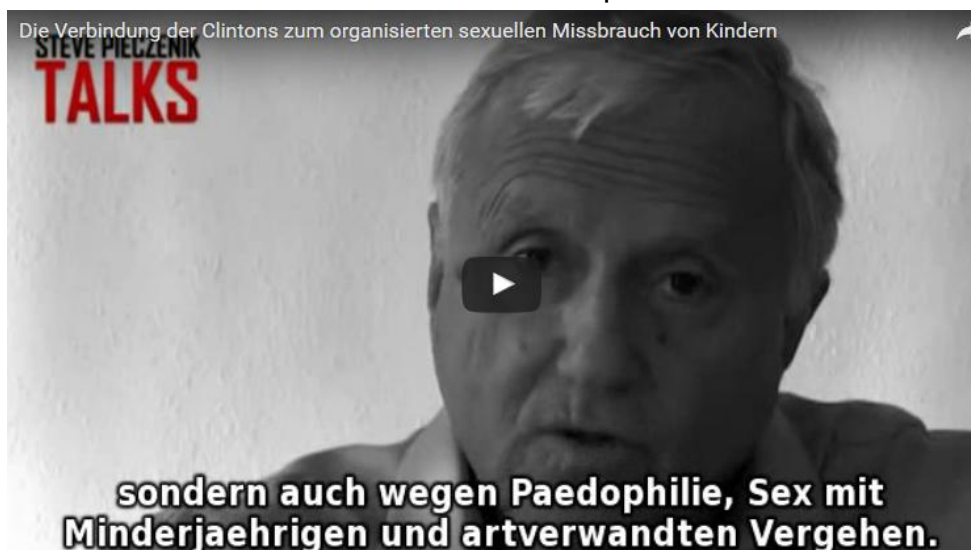 Die Verbindung der Clintons zum organisierten sexuellen Missbrauch von Kindern
STEVE PIECZENIK
TALKS
sondern auch wegen Paedophilie, Sex mit
Minderjaehrigen und artverwandten Vergehen.